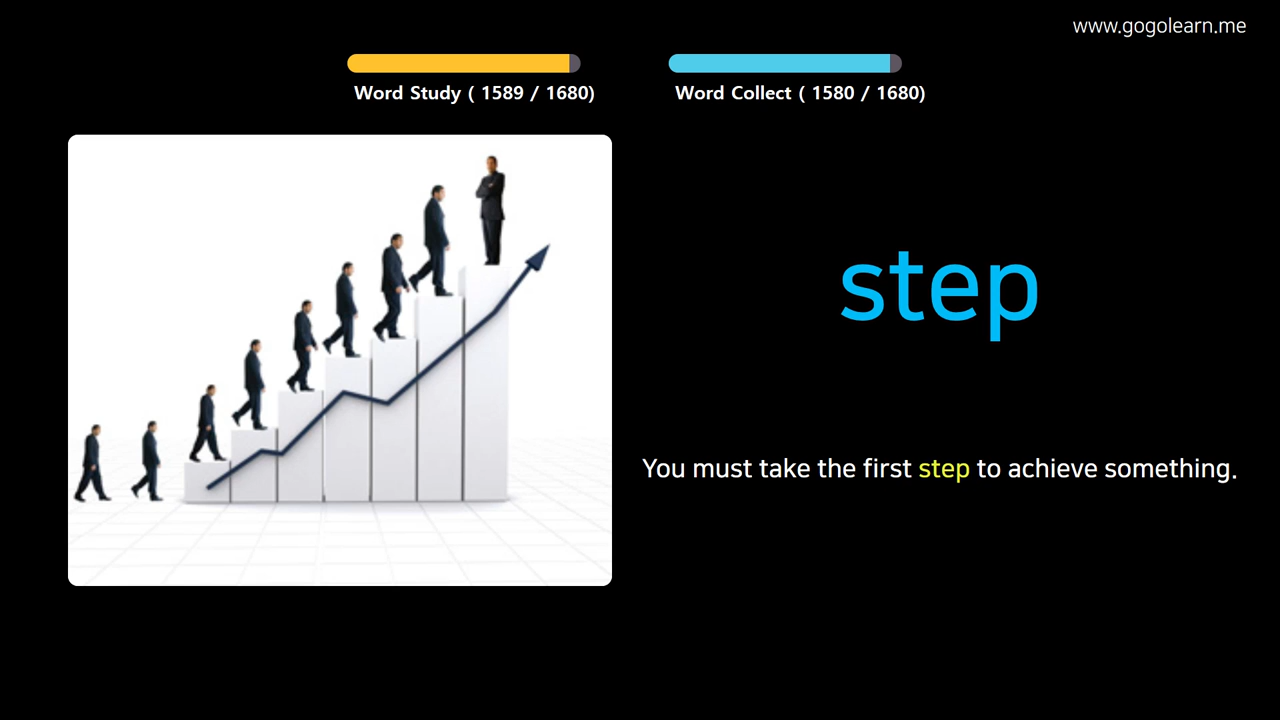 www.gogolearn.me
Word Study ( 1589 / 1680)
Word Collect ( 1580 / 1680)
step
You must take the first step to achieve something.